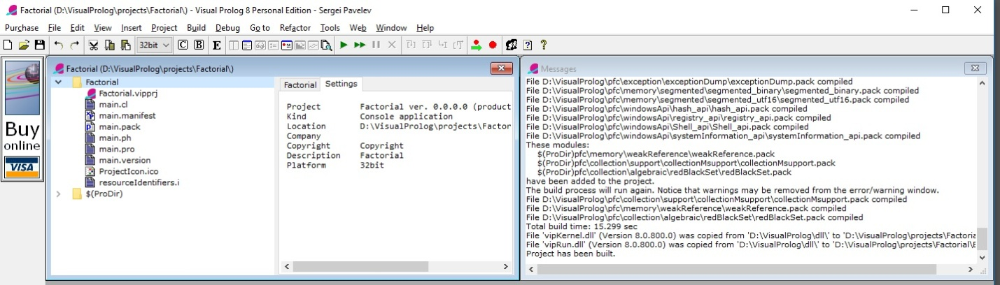 Factorial (D:\VisualProlog\projects\Factorial\) - Visual Prolog 8 Personal Edition - Sergei Pavelev
Purchase File Edit View Insert Project Build Debug Go to Refactor Tools Web Window Help
32bit C B E
Buy
online
VISA
Factorial (D:\VisualProlog\projects\Factorial\)
Factorial
Factorial.vipprj
main.cl
main.manifest
main.pack
main.ph
main.pro
main.version
ProjectIcon.ico
resourceIdentifiers.i
$(ProDir)
Factorial Settings
Project Factorial ver. 0.0.0.0 (product
Kind Console application
Location D:\VisualProlog\projects\Factor
Company
Copyright Copyright
Description Factorial
Platform 32bit
Messages
File D:\VisualProlog\pfc\exception\exceptionDump\exceptionDump.pack compiled
File D:\VisualProlog\pfc\memory\segmented\segmented_binary\segmented_binary.pack compiled
File D:\VisualProlog\pfc\memory\segmented\segmented_utf16\segmented_utf16.pack compiled
File D:\VisualProlog\pfc\windowsApi\hash_api\hash_api.pack compiled
File D:\VisualProlog\pfc\windowsApi\registry_api\registry_api.pack compiled
File D:\VisualProlog\pfc\windowsApi\Shell_api\Shell_api.pack compiled
File D:\VisualProlog\pfc\windowsApi\systemInformation_api\systemInformation_api.pack compiled
These modules:
$(ProDir)pfc\memory\weakReference\weakReference.pack
$(ProDir)pfc\collection\support\collectionMsupport\collectionMsupport.pack
$(ProDir)pfc\collection\algebraic\redBlackSet\redBlackSet.pack
have been added to the project.
The build process will run again. Notice that warnings may be removed from the error/warning window.
File D:\VisualProlog\pfc\collection\support\collectionMsupport\collectionMsupport.pack compiled
File D:\VisualProlog\pfc\memory\weakReference\weakReference.pack compiled
File D:\VisualProlog\pfc\collection\algebraic\redBlackSet\redBlackSet.pack compiled
Total build time: 15.299 sec
File 'vipKernel.dll' (Version 8.0.800.0) was copied from 'D:\VisualProlog\dll\' to 'D:\VisualProlog\projects\Factoria
File 'vipRun.dll' (Version 8.0.800.0) was copied from 'D:\VisualProlog\dll\' to 'D:\VisualProlog\projects\Factorial\E
Project has been built.